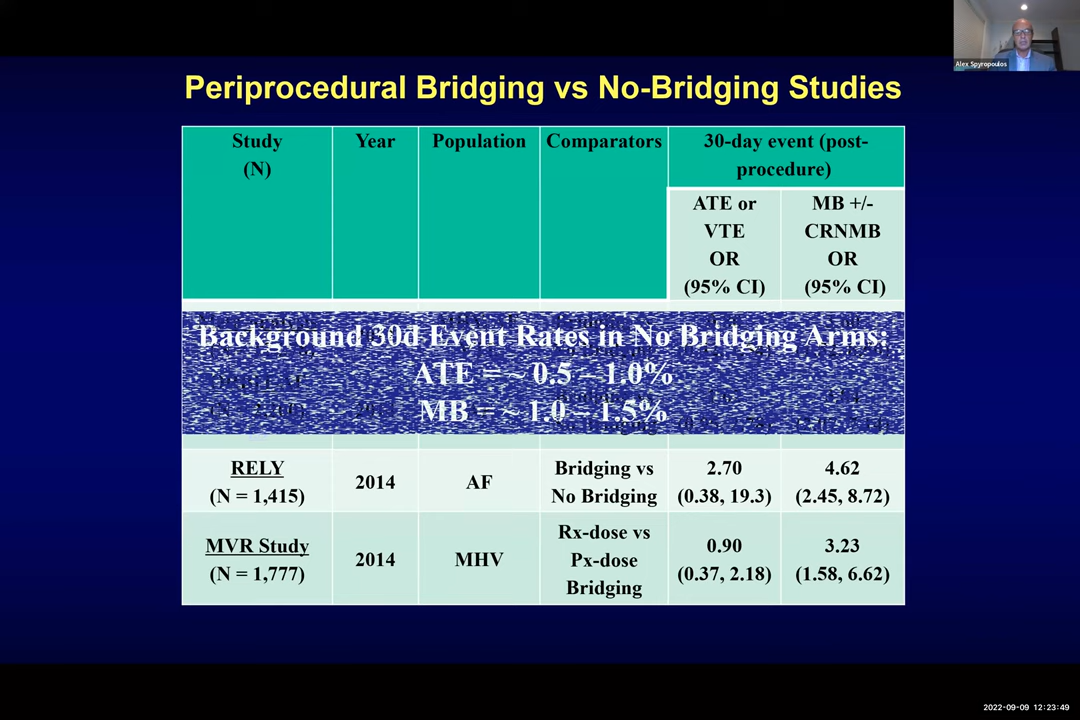 Alex Spyropoulos
Periprocedural Bridging vs No-Bridging Studies
Study
(N)
Year
Population
Comparators
30-day event (post-
procedure)
ATE or
VTE
OR
(95% CI)
MB +/-
CRNMB
OR
(95% CI)
Background 30d Event Rates in No Bridging Arms:
ATE = ~ 0.5 – 1.0%
MB = ~ 1.0 – 1.5%
RELY
(N = 1,415)
2014
AF
Bridging vs
No Bridging
2.70
(0.38, 19.3)
4.62
(2.45, 8.72)
MVR Study
(N = 1,777)
2014
MHV
Rx-dose vs
Px-dose
Bridging
0.90
(0.37, 2.18)
3.23
(1.58, 6.62)
2022-09-09 12:23:49